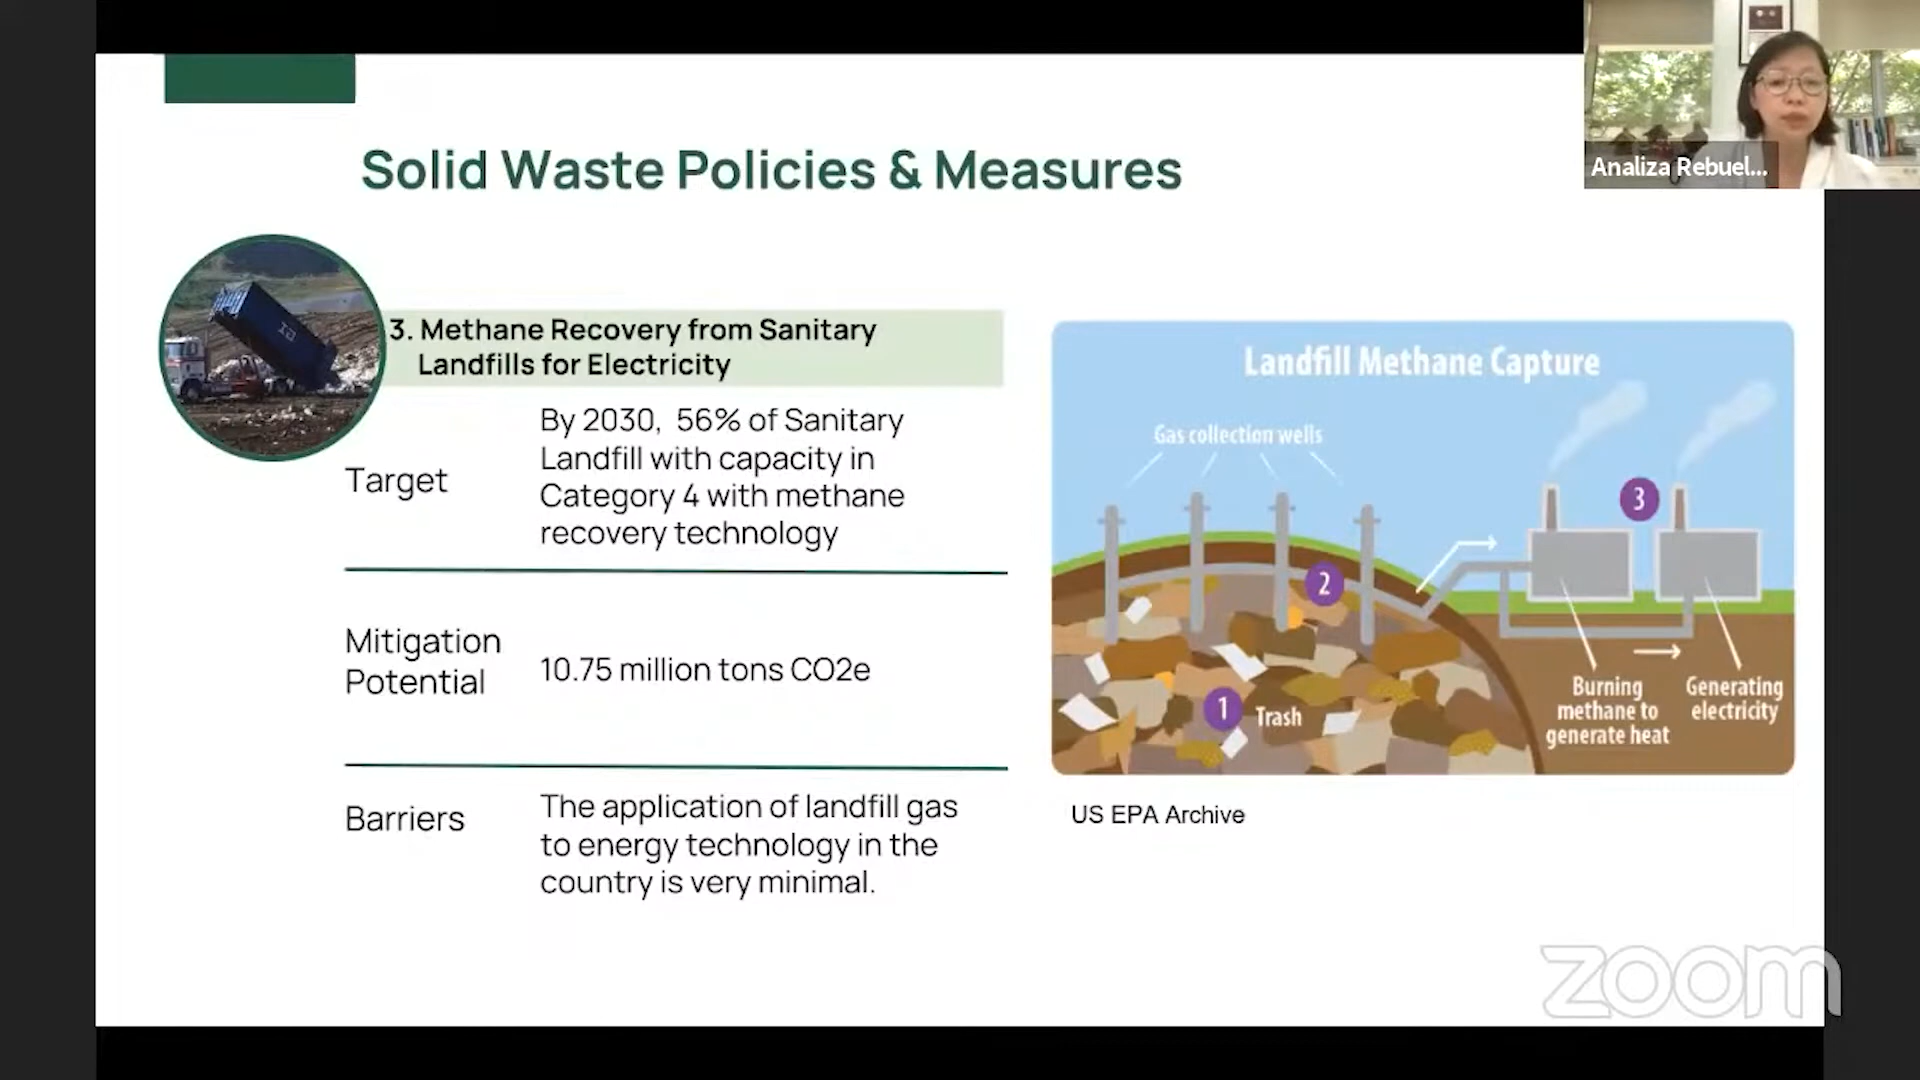 Analiza Rebuel...
Solid Waste Policies & Measures
3. Methane Recovery from Sanitary
Landfills for Electricity
Target
By 2030, 56% of Sanitary
Landfill with capacity in
Category 4 with methane
recovery technology
Mitigation
Potential
10.75 million tons CO2e
Barriers
The application of landfill gas
to energy technology in the
country is very minimal.
Landfill Methane Capture
Gas collection wells
3
2
1
Trash
Burning
methane to
generate heat
Generating
electricity
US EPA Archive
zoom